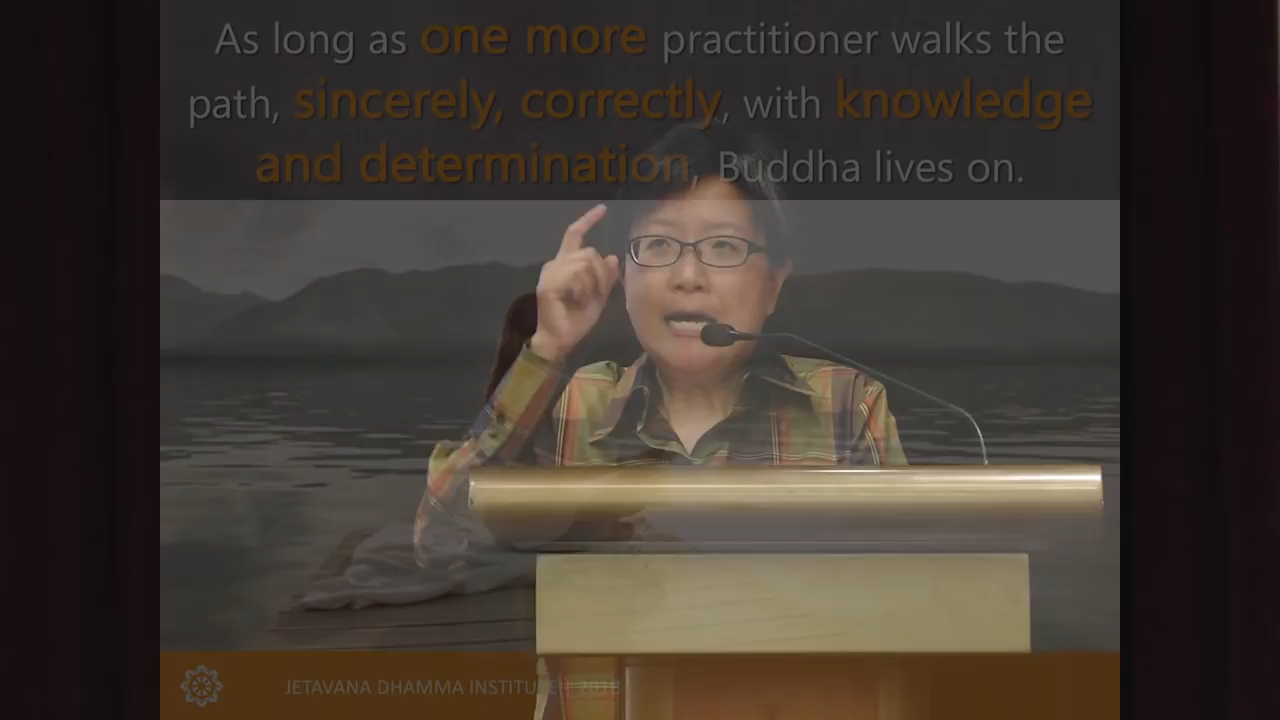 As long as one more practitioner walks the
path, sincerely, correctly, with knowledge
and determination, Buddha lives on.
JETAVANA DHAMMA INSTITUTE | 2018